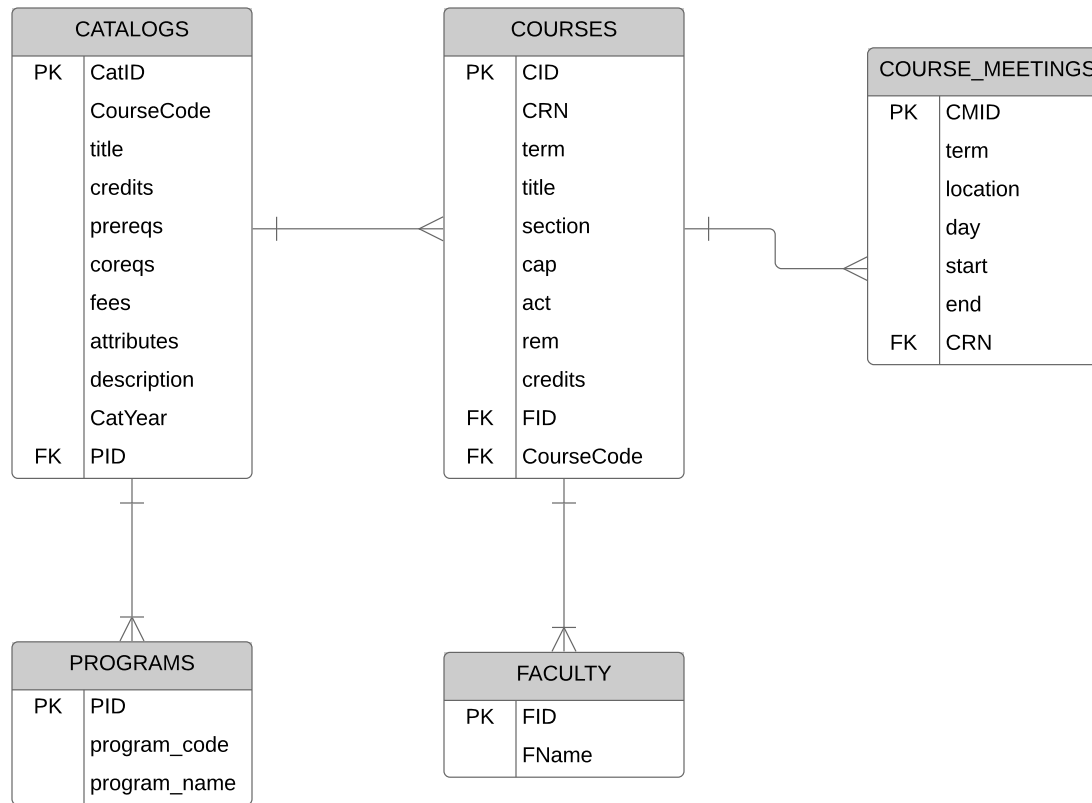 CATALOGS
PK CatID
CourseCode
title
credits
prereqs
coreqs
fees
attributes
description
CatYear
FK PID
COURSES
PK CID
CRN
term
title
section
cap
act
rem
credits
FK FID
FK CourseCode
COURSE_MEETINGS
PK CMID
term
location
day
start
end
FK CRN
PROGRAMS
PK PID
program_code
program_name
FACULTY
PK FID
FName